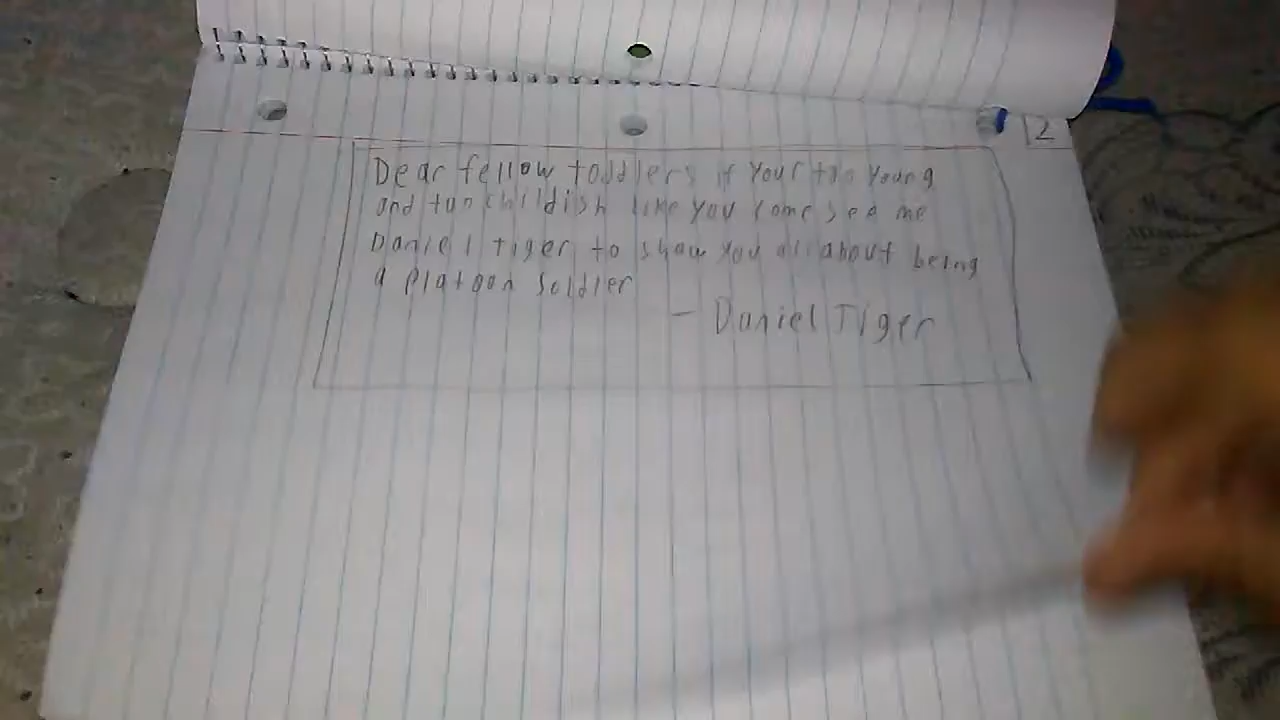 12
Dear fellow toddlers if your too young
and too childish like you come see me
Daniel Tiger to show you all about being
a Platoon Soldier
- Daniel Tiger